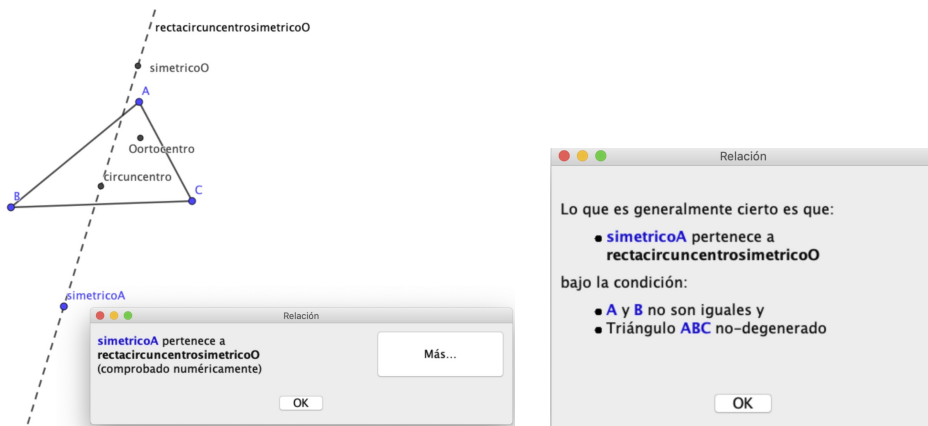 rectacircuncentrosimetricoO
simetricoO
A
Oortocentro
circuncentro
B
C
simetricoA
Relación
simetricoA pertenece a
rectacircuncentrosimetricoO
(comprobado numéricamente)
Más...
OK
Relación
Lo que es generalmente cierto es que:
• simetricoA pertenece a
rectacircuncentrosimetricoO
bajo la condición:
• A y B no son iguales y
• Triángulo ABC no-degenerado
OK